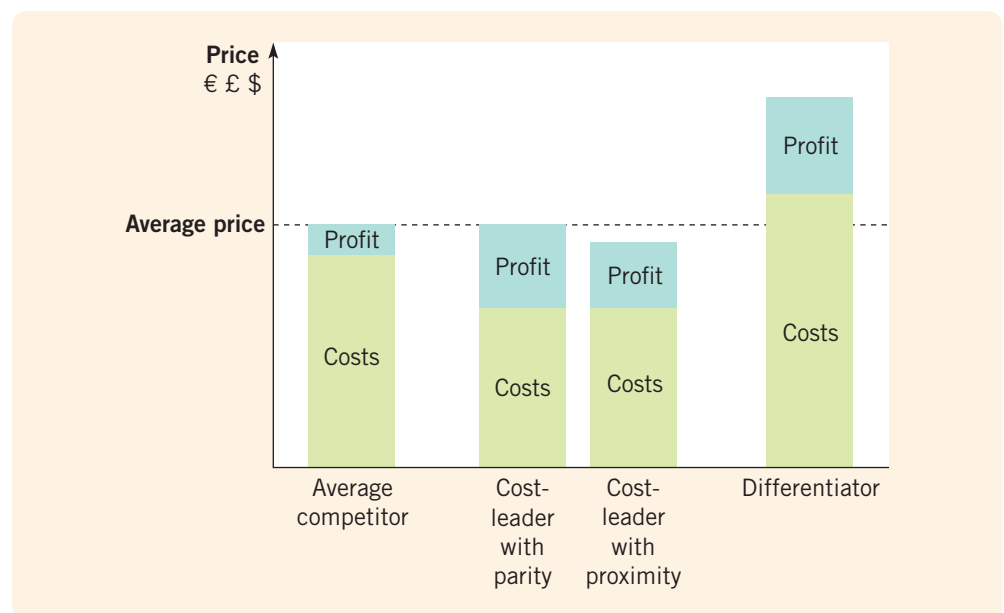 Price
€ £ $
Profit
Average price
Profit
Profit
Profit
Costs
Costs
Costs
Costs
Average
competitor
Cost-
leader
with
parity
Cost-
leader
with
proximity
Differentiator